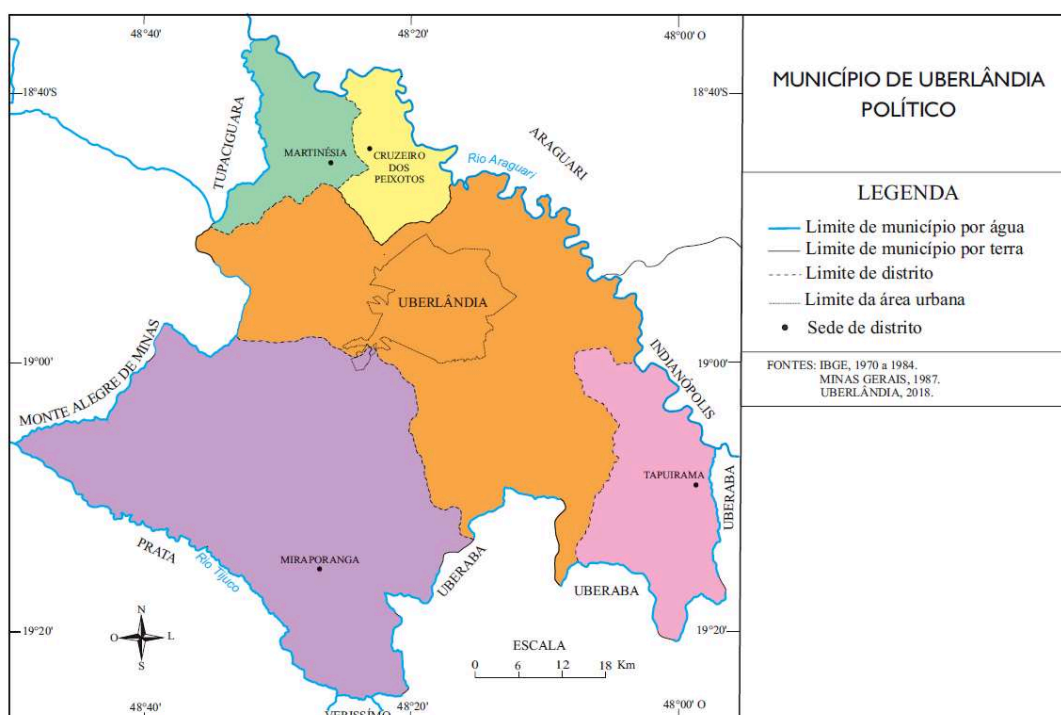 48°40'
48°20'
48°00' O
18°40'S
18°40'
TUPACIGUARA
MARTINÉSIA
CRUZEIRO
DOS
PEIXOTOS
Rio Araguari
ARAGUARI
UBERLÂNDIA
19°00'
19°00'
MONTE ALEGRE DE MINAS
INDIANÓPOLIS
TAPUIRAMA
UBERABA
PRATA
Rio Tijuco
MIRAPORANGA
UBERABA
UBERABA
19°20'
19°20'
N
O
L
S
ESCALA
0 6 12 18 Km
48°40'
48°20'
48°00' O
VERÍSSIMO
MUNICÍPIO DE UBERLÂNDIA
POLÍTICO
LEGENDA
Limite de município por água
Limite de município por terra
Limite de distrito
Limite da área urbana
Sede de distrito
FONTES: IBGE, 1970 a 1984.
MINAS GERAIS, 1987.
UBERLÂNDIA, 2018.